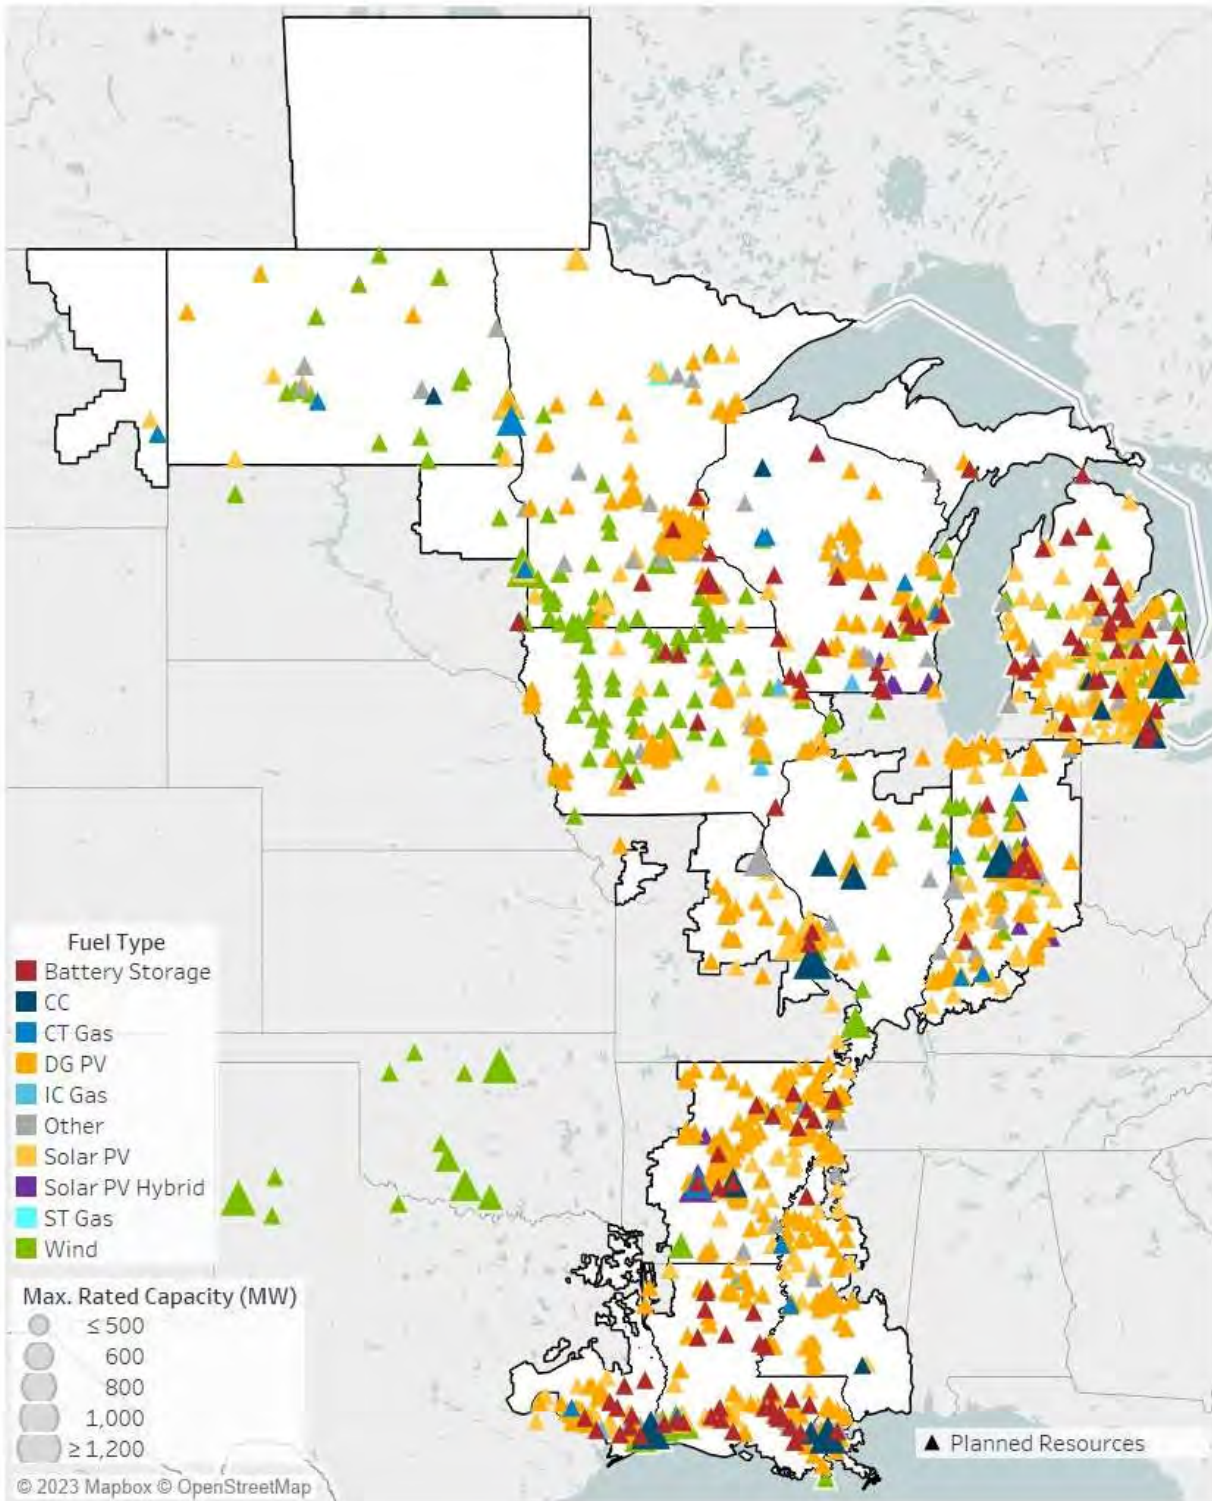 Fuel Type
Battery Storage
CC
CT Gas
DG PV
IC Gas
Other
Solar PV
Solar PV Hybrid
ST Gas
Wind
Max. Rated Capacity (MW)
≤ 500
600
800
1,000
≥ 1,200
© 2023 Mapbox © OpenStreetMap
Planned Resources